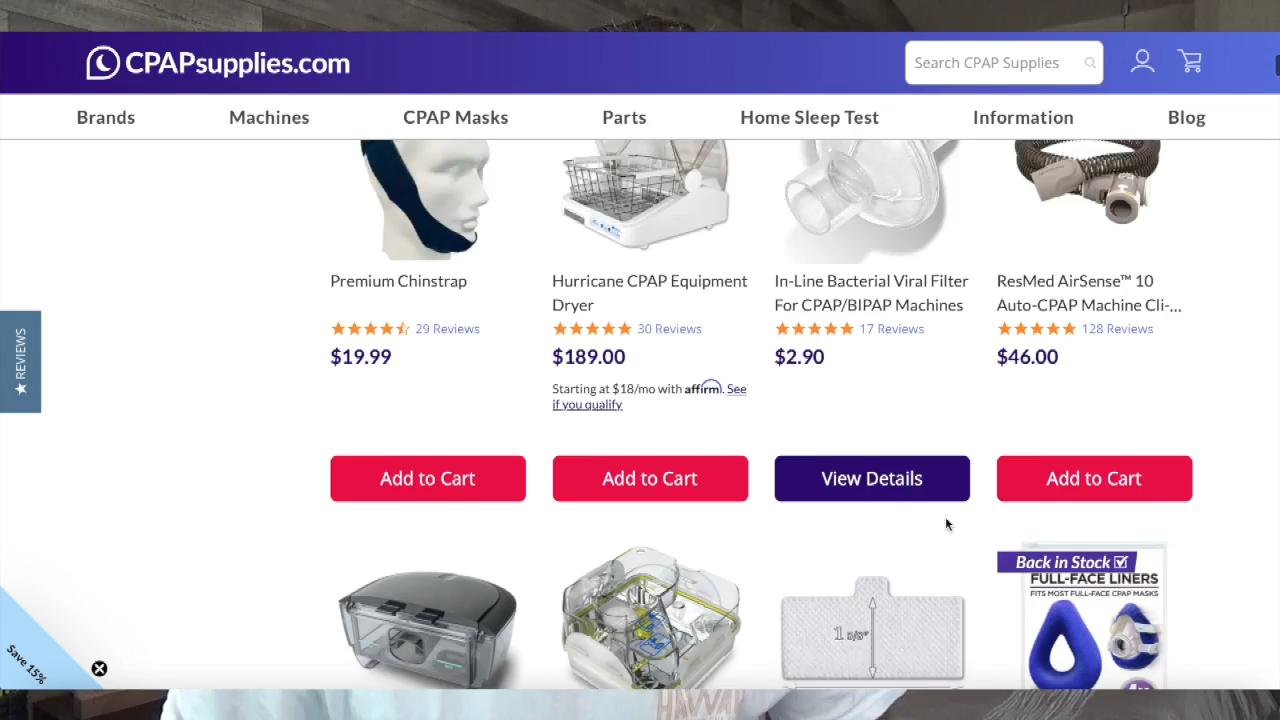 CPAPsupplies.com
Search CPAP Supplies
Brands Machines CPAP Masks Parts Home Sleep Test Information Blog
Premium Chinstrap
29 Reviews
$19.99
Add to Cart
Hurricane CPAP Equipment
Dryer
30 Reviews
$189.00
Starting at $18/mo with affirm. See
if you qualify
Add to Cart
In-Line Bacterial Viral Filter
For CPAP/BIPAP Machines
17 Reviews
$2.90
View Details
ResMed AirSense™ 10
Auto-CPAP Machine Cli-...
128 Reviews
$46.00
Add to Cart
★ REVIEWS
1 5/8"
Back in Stock
FULL-FACE LINERS
FITS MOST FULL-FACE CPAP MASKS
Save 15%